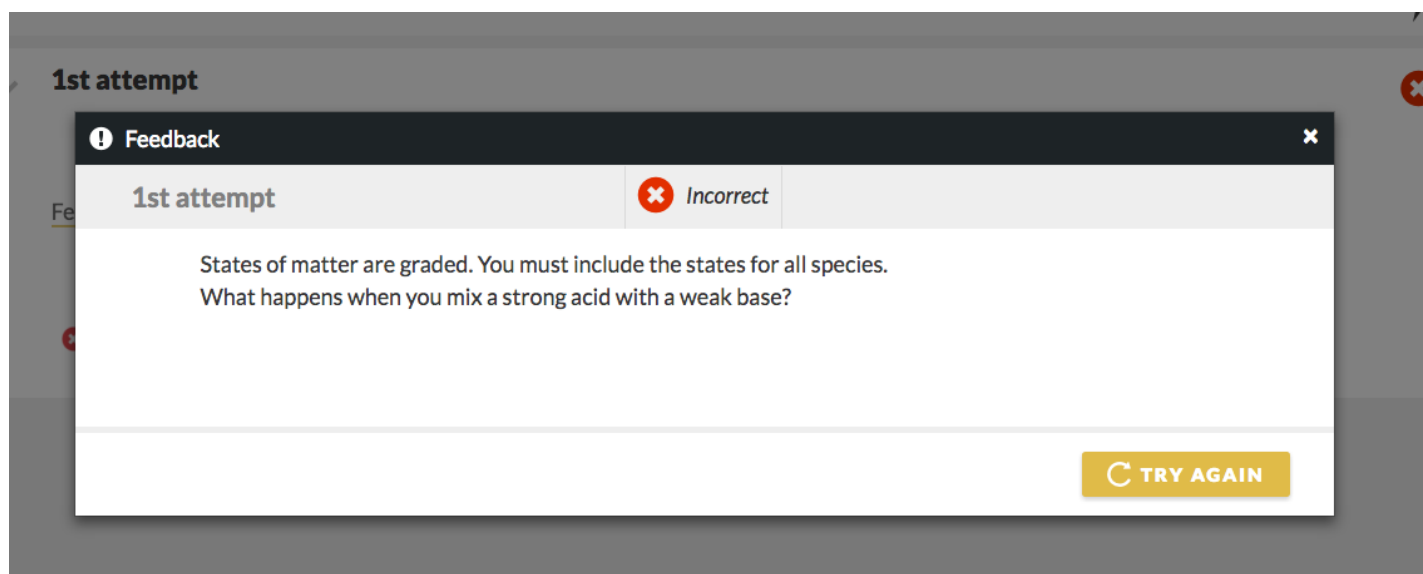 1st attempt
Feedback
1st attempt
Incorrect
Fe
States of matter are graded. You must include the states for all species.
What happens when you mix a strong acid with a weak base?
TRY AGAIN